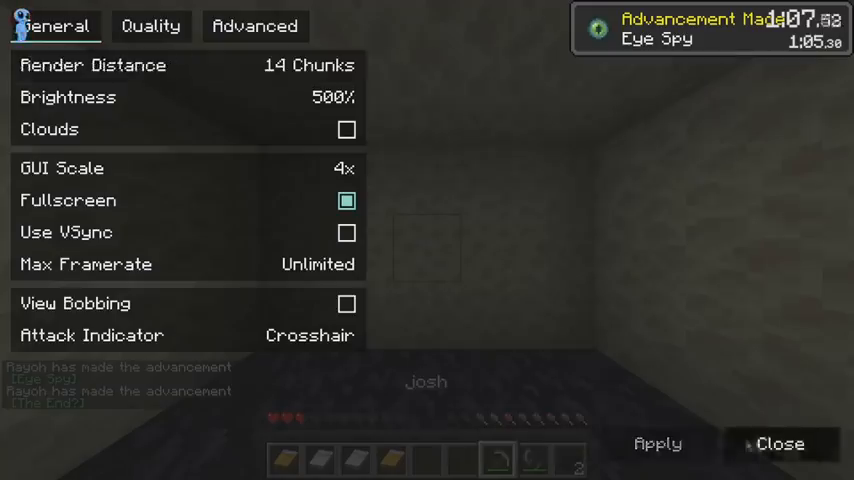 General Quality Advanced
Render Distance 14 Chunks
Brightness 500%
Clouds
GUI Scale 4x
Fullscreen
Use VSync
Max Framerate Unlimited
View Bobbing
Attack Indicator Crosshair
Advancement Made
1:07.52
Eye Spy
1:05.30
Rayoh has made the advancement
[Eye Spy]
Rayoh has made the advancement
[The End?]
josh
2
Apply Close